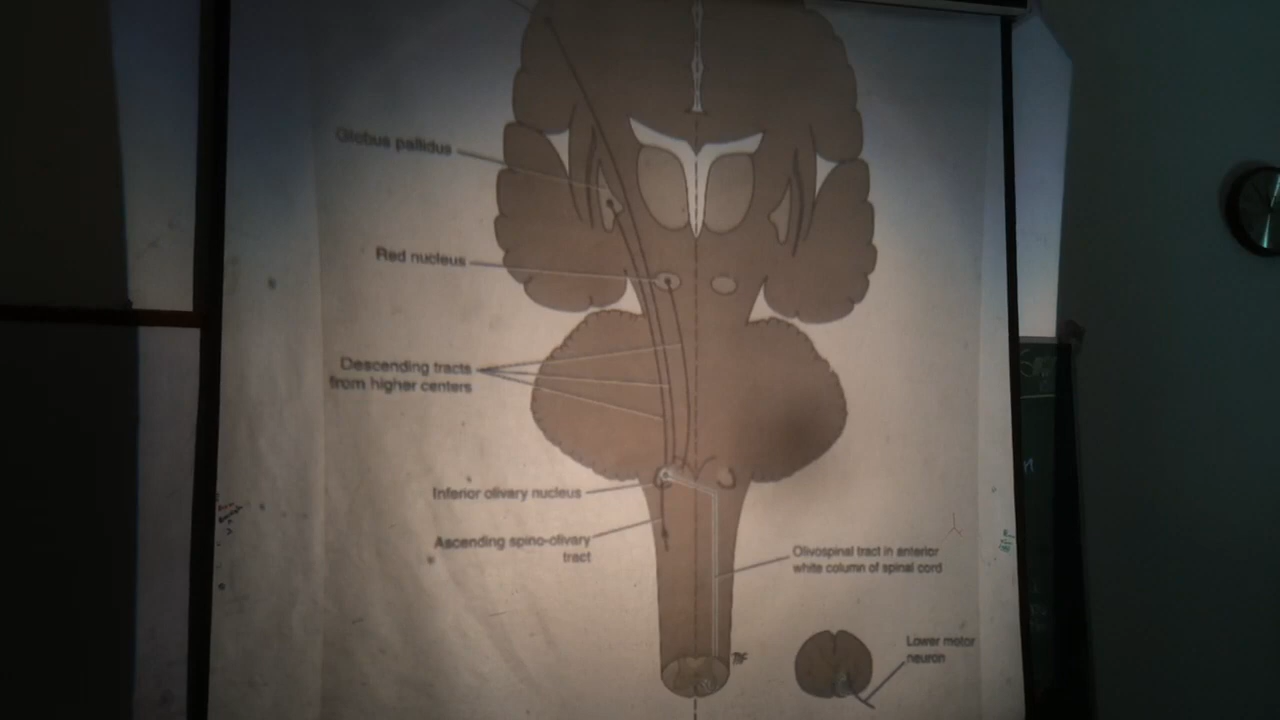 Globus pallidus
Red nucleus
Descending tracts
from higher centers
Inferior olivary nucleus
Ascending spino-olivary
tract
Olivospinal tract in anterior
white column of spinal cord
Lower motor
neuron